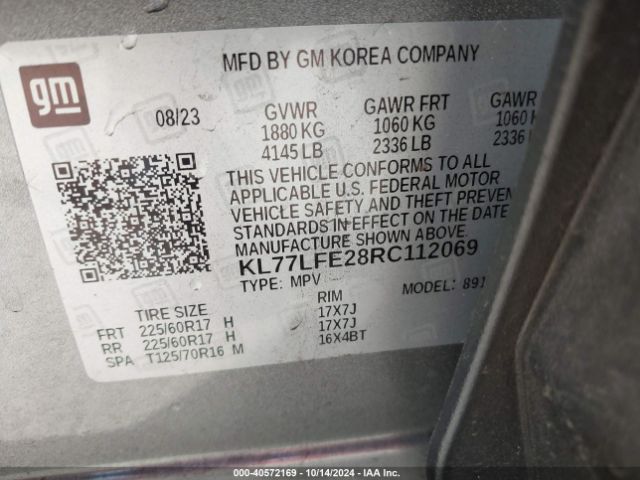 gm
MFD BY GM KOREA COMPANY
08/23
GVWR GAWR FRT GAWR
1880 KG 1060 KG 1060 K
4145 LB 2336 LB 2336
THIS VEHICLE CONFORMS TO ALL
APPLICABLE U.S. FEDERAL MOTOR
VEHICLE SAFETY AND THEFT PREVEN
STANDARDS IN EFFECT ON THE DATE
MANUFACTURE SHOWN ABOVE.
KL77LFE28RC112069
TYPE: MPV MODEL: 891
TIRE SIZE RIM
FRT 225/60R17 H 17X7J
RR 225/60R17 H 17X7J
SPA T125/70R16 M 16X4BT
000-40572169 | 10/14/2024 | IAA Inc.